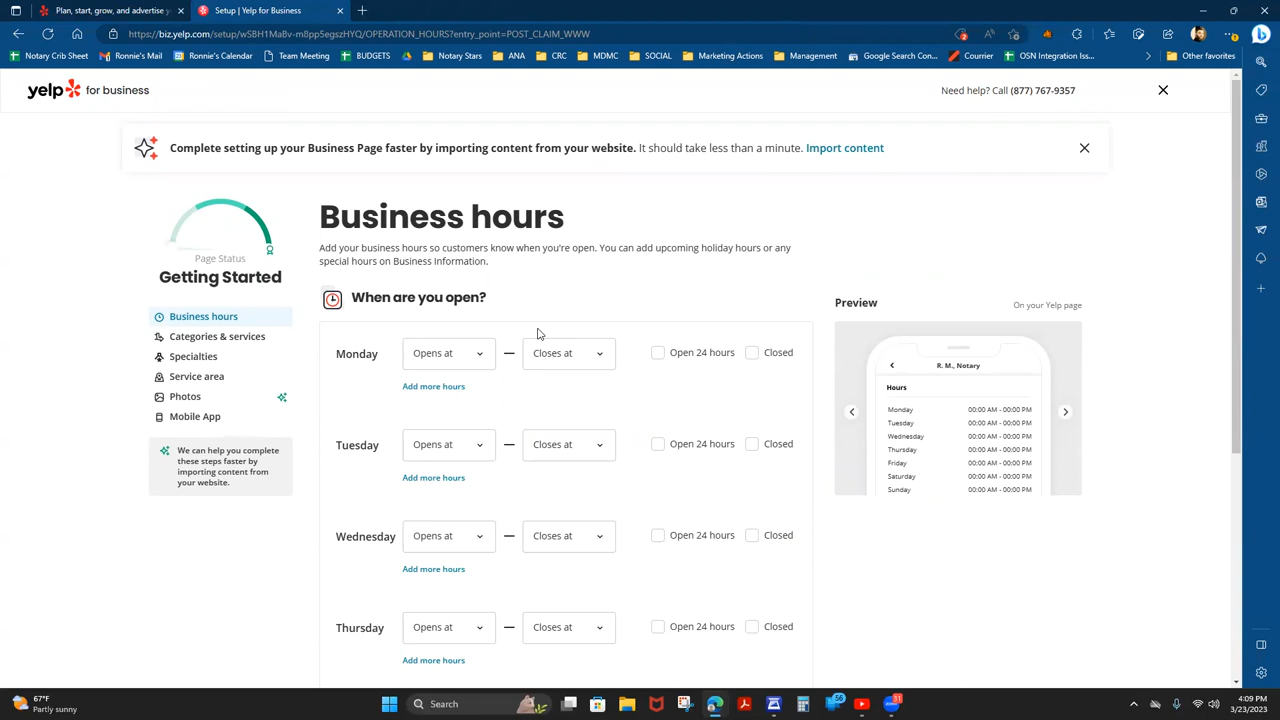 Plan, start, grow, and advertise y
Setup | Yelp for Business
https://biz.yelp.com/setup/wSBH1MaBv-m8pp5egszHYQ/OPERATION_HOURS?entry_point=POST_CLAIM_WWW
Notary Crib Sheet
Ronnie's Mail
Ronnie's Calendar
Team Meeting
BUDGETS
Notary Stars
ANA
CRC
MDMC
SOCIAL
Marketing Actions
Management
Google Search Con...
Courrier
OSN Integration Iss...
Other favorites
yelp for business
Need help? Call (877) 767-9357
Complete setting up your Business Page faster by importing content from your website. It should take less than a minute. Import content
Page Status
Getting Started
Business hours
Categories & services
Specialties
Service area
Photos
Mobile App
We can help you complete
these steps faster by
importing content from
your website.
Business hours
Add your business hours so customers know when you're open. You can add upcoming holiday hours or any
special hours on Business Information.
When are you open?
Monday Opens at — Closes at Open 24 hours Closed
Add more hours
Tuesday Opens at — Closes at Open 24 hours Closed
Add more hours
Wednesday Opens at — Closes at Open 24 hours Closed
Add more hours
Thursday Opens at — Closes at Open 24 hours Closed
Add more hours
Preview
On your Yelp page
R. M., Notary
Hours
Monday 00:00 AM - 00:00 PM
Tuesday 00:00 AM - 00:00 PM
Wednesday 00:00 AM - 00:00 PM
Thursday 00:00 AM - 00:00 PM
Friday 00:00 AM - 00:00 PM
Saturday 00:00 AM - 00:00 PM
Sunday 00:00 AM - 00:00 PM
67°F
Partly sunny
Search
56
31
4:09 PM
3/23/2023